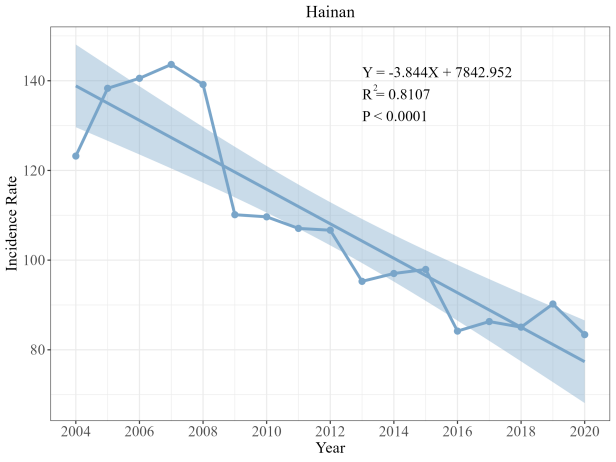 Hainan
Y = -3.844X + 7842.952
R²= 0.8107
P < 0.0001
Incidence Rate
140
120
100
80
2004 2006 2008 2010 2012 2014 2016 2018 2020
Year